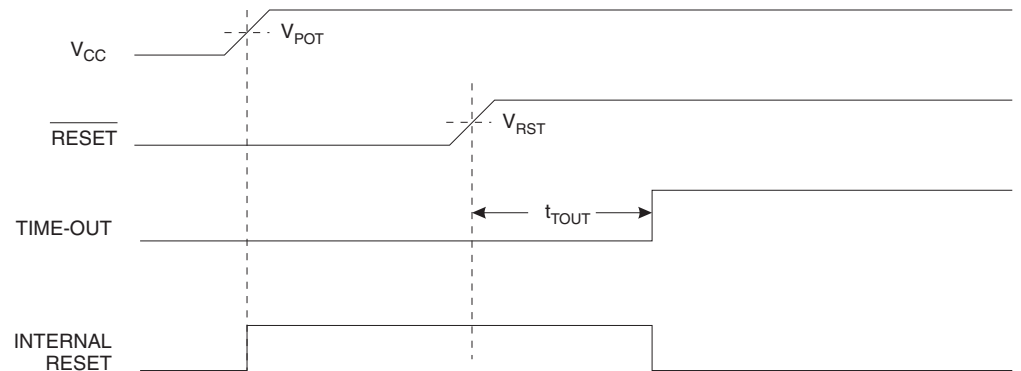 V_CC
V_POT
RESET
V_RST
TIME-OUT
t_TOUT
INTERNAL
RESET